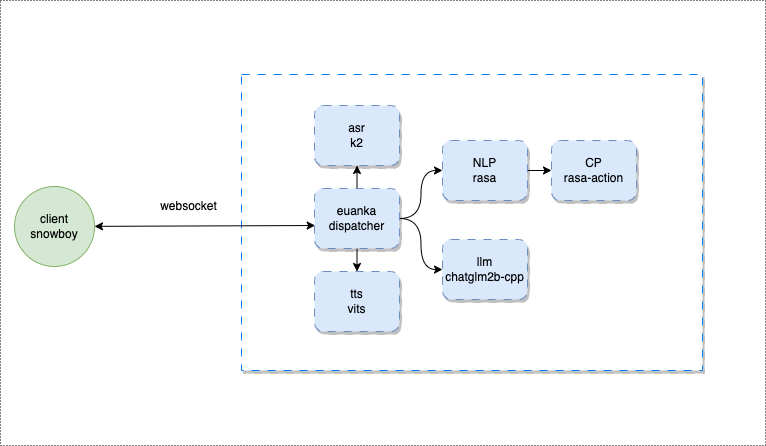 asr
k2
NLP
rasa
CP
rasa-action
client
snowboy
websocket
euanka
dispatcher
llm
chatglm2b-cpp
tts
vits